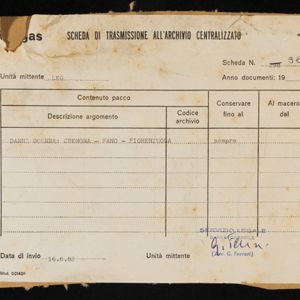 gas SCHEDA DI TRASMISSIONE ALL'ARCHIVIO CENTRALIZZATO
Scheda N.
Unità mittente LEG
Anno documenti: 19
Contenuto pacco
Descrizione argomento
Codice archivio
Conservare fino al
Al macero dal
DANNI DOGANA: CREMONA - FANO - FIORENZUOLA
sempre
SERVIZIO LEGALE
(Avv. G. Ferrari)
Data di invio 16.6.82 Unità mittente
Mod.